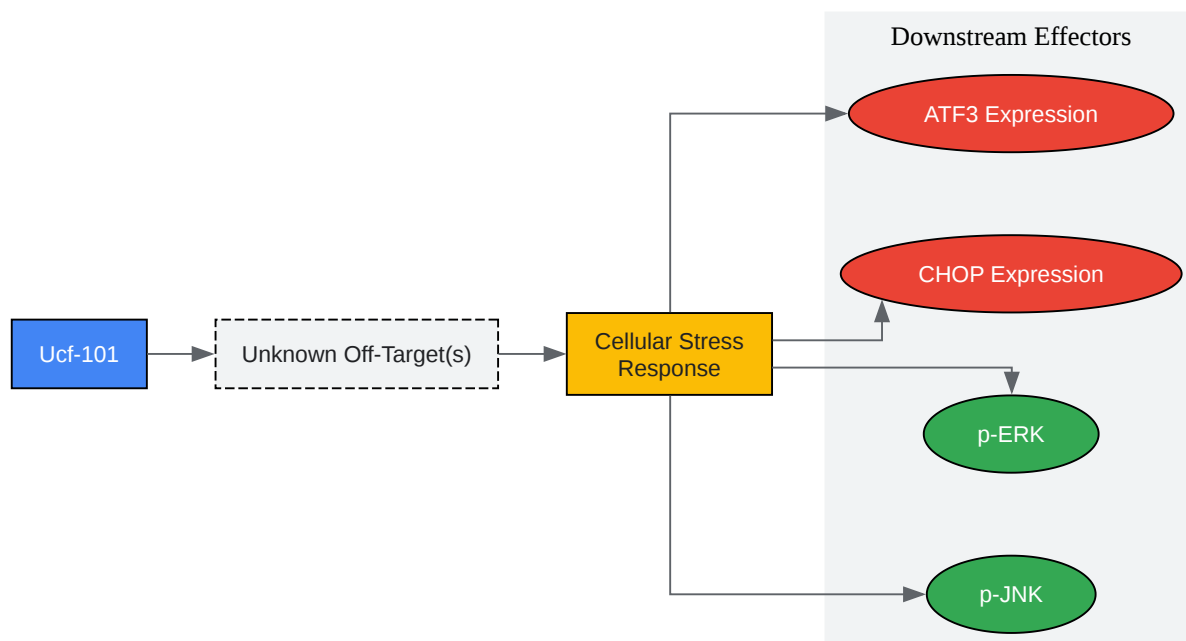 Downstream Effectors
ATF3 Expression
CHOP Expression
Ucf-101
Unknown Off-Target(s)
Cellular Stress
Response
p-ERK
p-JNK